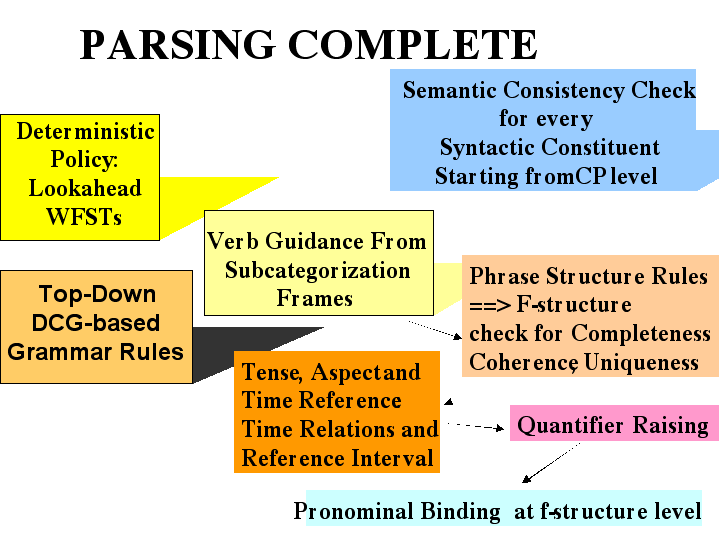 PARSING COMPLETE
Semantic Consistency Check
for every
Syntactic Constituent
Starting fromCP level
Deterministic
Policy:
Lookahead
WFSTs
Verb Guidance From
Subcategorization
Frames
Top-Down
DCG-based
Grammar Rules
Phrase Structure Rules
==> F-structure
check for Completeness
Coherence, Uniqueness
Tense, Aspectand
Time Reference
Time Relations and
Reference Interval
Quantifier Raising
Pronominal Binding at f-structure level